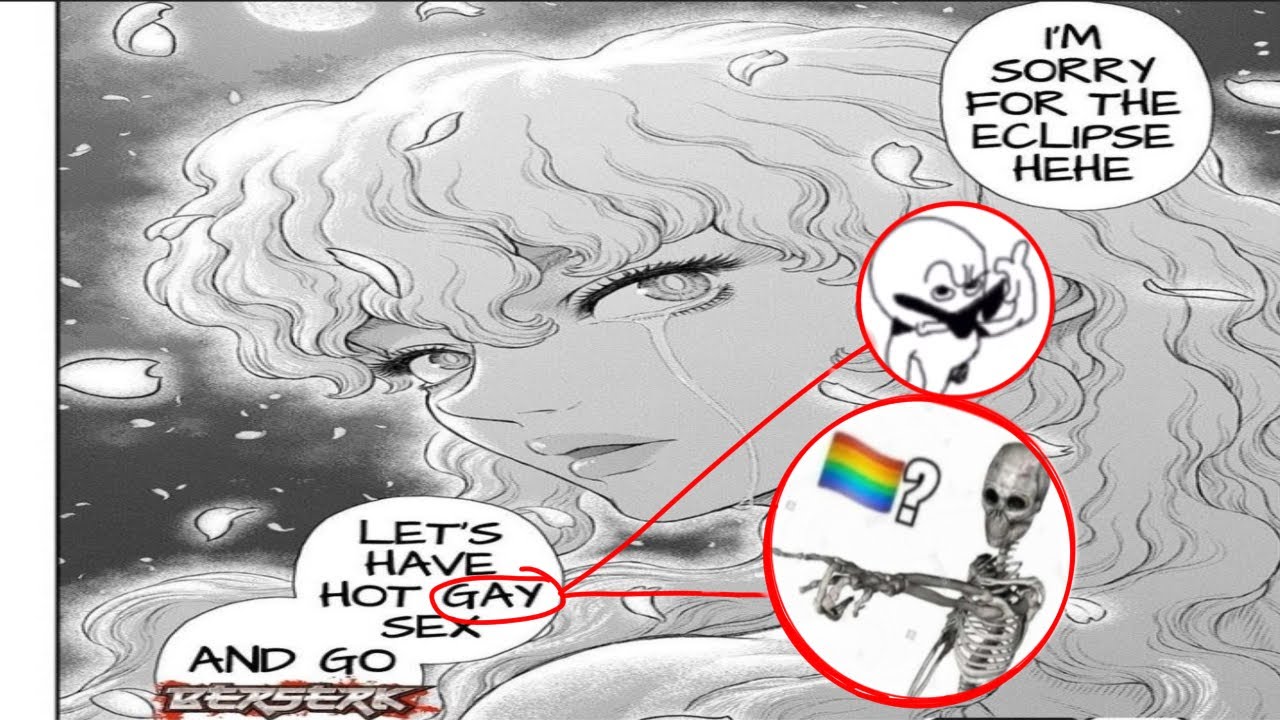 I'M
SORRY
FOR THE
ECLIPSE
HEHE
?
LET'S
HAVE
HOT GAY
SEX
AND GO
BERSERK